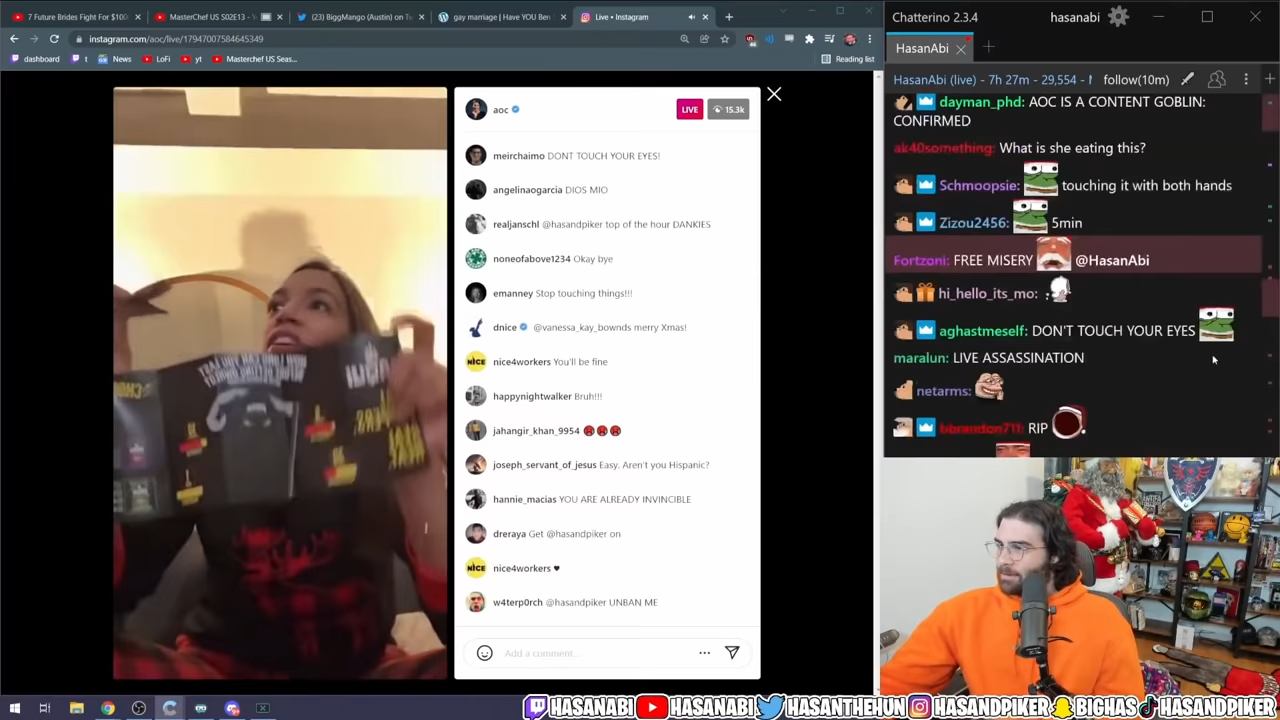 7 Future Brides Fight For $100
MasterChef US S02E13 -
(23) BiggMango (Austin) on Tw
gay marriage | Have YOU Ben
Live • Instagram
instagram.com/aoc/live/17947007584645349
dashboard
t
News
LoFi
yt
Masterchef US Seas...
Reading list
aoc
LIVE
15.3k
meirchaimo DONT TOUCH YOUR EYES!
angelinaogarcia DIOS MIO
realjanschl @hasandpiker top of the hour DANKIES
noneofabove1234 Okay bye
emanney Stop touching things!!!
dnice @vanessa_kay_bownds merry Xmas!
nice4workers You'll be fine
happynightwalker Bruh!!!
jahangir_khan_9954
joseph_servant_of_jesus Easy. Aren't you Hispanic?
hannie_macias YOU ARE ALREADY INVINCIBLE
dreraya Get @hasandpiker on
nice4workers ♥
w4terp0rch @hasandpiker UNBAN ME
Add a comment...
Chatterino 2.3.4
hasanabi
HasanAbi
HasanAbi (live) - 7h 27m - 29,554 -
follow(10m)
dayman_phd: AOC IS A CONTENT GOBLIN:
CONFIRMED
ak40something: What is she eating this?
Schmoopsie: touching it with both hands
Zizou2456: 5min
Fortzoni: FREE MISERY @HasanAbi
hi_hello_its_mo:
aghastmeself: DON'T TOUCH YOUR EYES
maralun: LIVE ASSASSINATION
netarms:
bbrandon711: RIP
NICE
NICE
NICE
HASANABI
HASANABI
HASANTHEHUN
HASANDPIKER
BIGHAS
HASANDPIKER